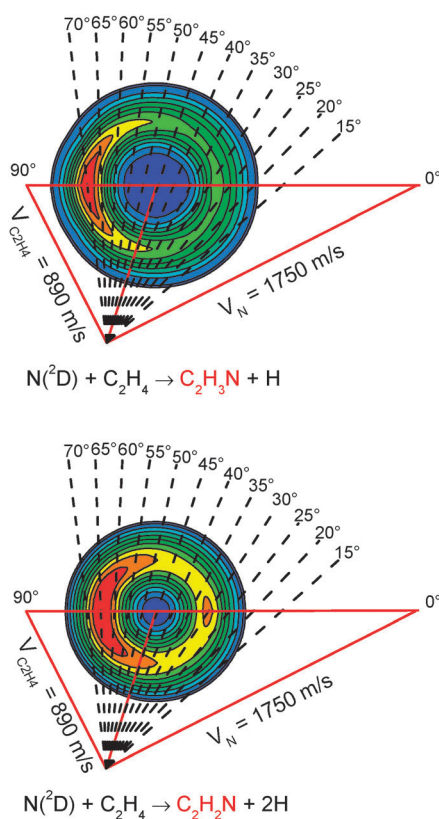 70° 65° 60° 55° 50° 45° 40° 35° 30° 25° 20° 15°
90° 0°
V_C2H4 = 890 m/s
V_N = 1750 m/s
N(²D) + C₂H₄ → C₂H₃N + H
70° 65° 60° 55° 50° 45° 40° 35° 30° 25° 20° 15°
90° 0°
V_C2H4 = 890 m/s
V_N = 1750 m/s
N(²D) + C₂H₄ → C₂H₂N + 2H